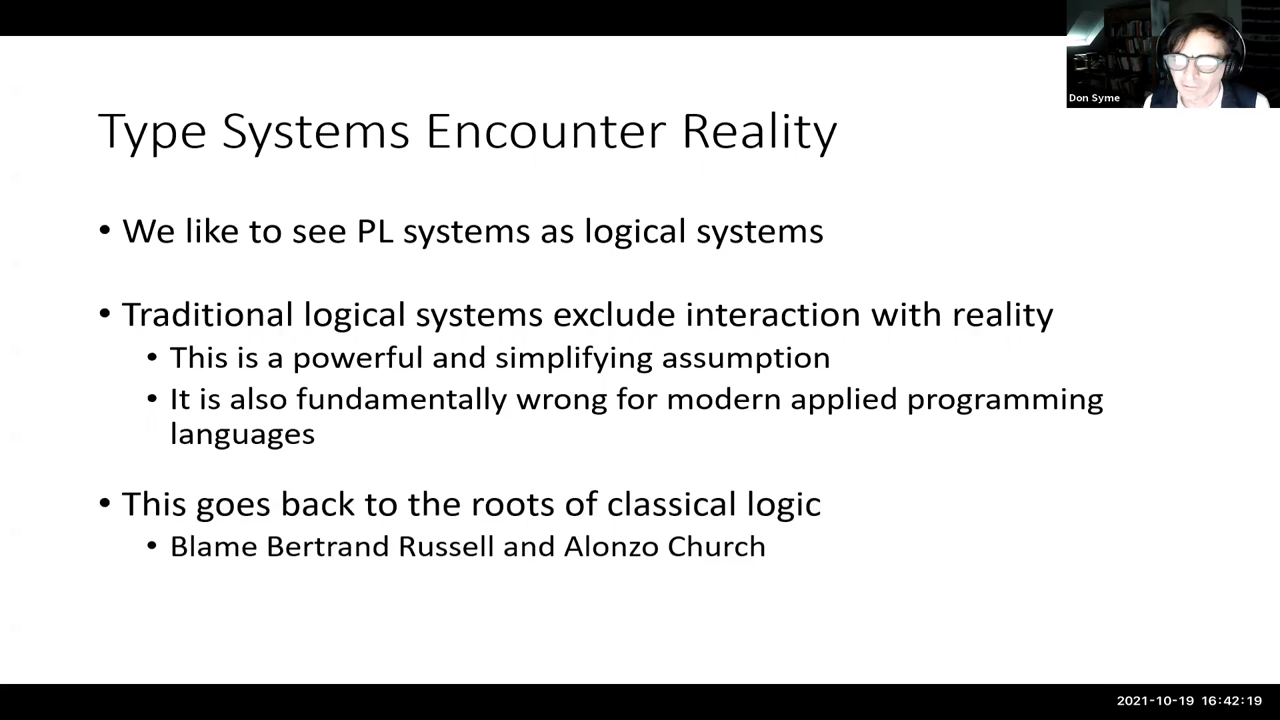 Don Syme
Type Systems Encounter Reality
• We like to see PL systems as logical systems
• Traditional logical systems exclude interaction with reality
• This is a powerful and simplifying assumption
• It is also fundamentally wrong for modern applied programming
languages
• This goes back to the roots of classical logic
• Blame Bertrand Russell and Alonzo Church
2021-10-19 16:42:19